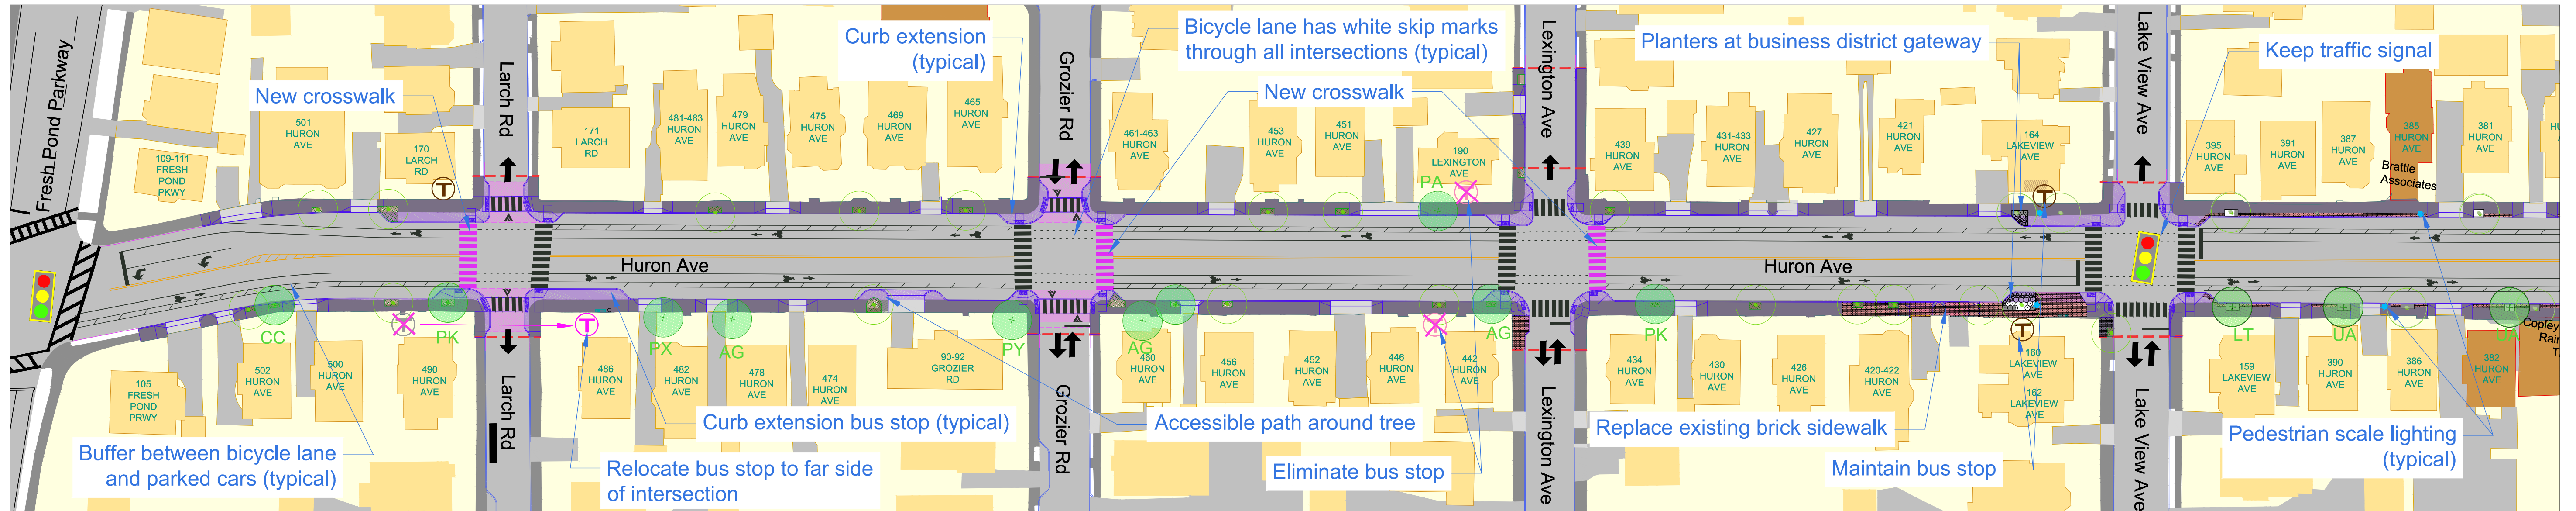 Fresh Pond Parkway
109-111
FRESH
POND
PKWY
501
HURON
AVE
New crosswalk
170
LARCH
RD
T
Larch Rd
171
LARCH
RD
481-483
HURON
AVE
479
HURON
AVE
475
HURON
AVE
469
HURON
AVE
465
HURON
AVE
Curb extension
(typical)
Grozier Rd
461-463
HURON
AVE
Bicycle lane has white skip marks
through all intersections (typical)
New crosswalk
453
HURON
AVE
451
HURON
AVE
190
LEXINGTON
AVE
PA
Lexington Ave
439
HURON
AVE
431-433
HURON
AVE
427
HURON
AVE
421
HURON
AVE
Planters at business district gateway
164
LAKEVIEW
AVE
T
Lake View Ave
Keep traffic signal
395
HURON
AVE
391
HURON
AVE
387
HURON
AVE
385
HURON
AVE
Brattle
Associates
381
HURON
AVE
Huron Ave
Huron Ave
CC
PK
T
PX
AG
PY
AG
AG
PK
T
LT
UA
UA
105
FRESH
POND
PRWY
502
HURON
AVE
500
HURON
AVE
490
HURON
AVE
Larch Rd
486
HURON
AVE
482
HURON
AVE
478
HURON
AVE
474
HURON
AVE
90-92
GROZIER
RD
Grozier Rd
460
HURON
AVE
456
HURON
AVE
452
HURON
AVE
446
HURON
AVE
442
HURON
AVE
Lexington Ave
434
HURON
AVE
430
HURON
AVE
426
HURON
AVE
420-422
HURON
AVE
160
LAKEVIEW
AVE
162
LAKEVIEW
AVE
Lake View Ave
159
LAKEVIEW
AVE
390
HURON
AVE
386
HURON
AVE
382
HURON
AVE
Copley
Buffer between bicycle lane
and parked cars (typical)
Relocate bus stop to far side
of intersection
Curb extension bus stop (typical)
Accessible path around tree
Eliminate bus stop
Replace existing brick sidewalk
Maintain bus stop
Pedestrian scale lighting
(typical)